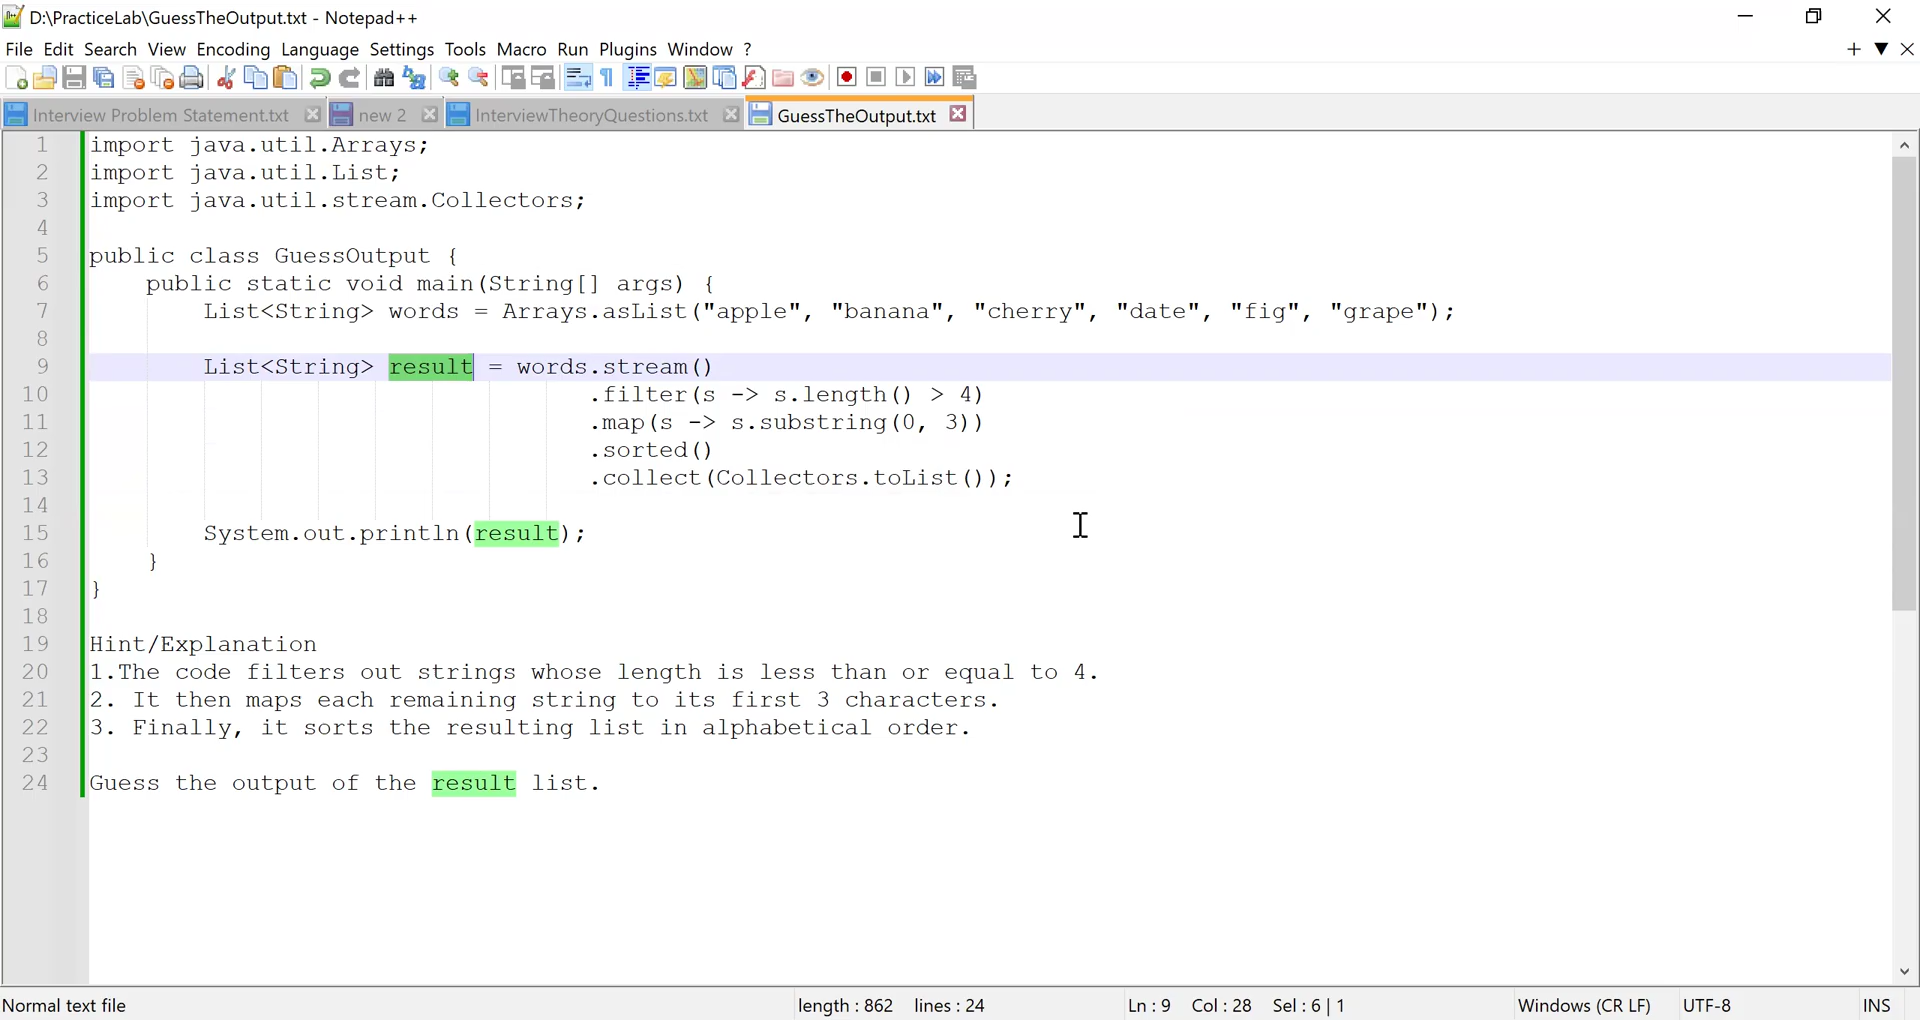 D:\PracticeLab\GuessTheOutput.txt - Notepad++
File Edit Search View Encoding Language Settings Tools Macro Run Plugins Window ?
Interview Problem Statement.txt new 2 InterviewTheoryQuestions.txt GuessTheOutput.txt
1 import java.util.Arrays;
2 import java.util.List;
3 import java.util.stream.Collectors;
4
5 public class GuessOutput {
6 public static void main(String[] args) {
7 List<String> words = Arrays.asList("apple", "banana", "cherry", "date", "fig", "grape");
8
9 List<String> result = words.stream()
10 .filter(s -> s.length() > 4)
11 .map(s -> s.substring(0, 3))
12 .sorted()
13 .collect(Collectors.toList());
14
15 System.out.println(result);
16 }
17 }
18
19 Hint/Explanation
20 1.The code filters out strings whose length is less than or equal to 4.
21 2. It then maps each remaining string to its first 3 characters.
22 3. Finally, it sorts the resulting list in alphabetical order.
23
24 Guess the output of the result list.
Normal text file length : 862 lines : 24 Ln : 9 Col : 28 Sel : 6 | 1 Windows (CR LF) UTF-8 INS